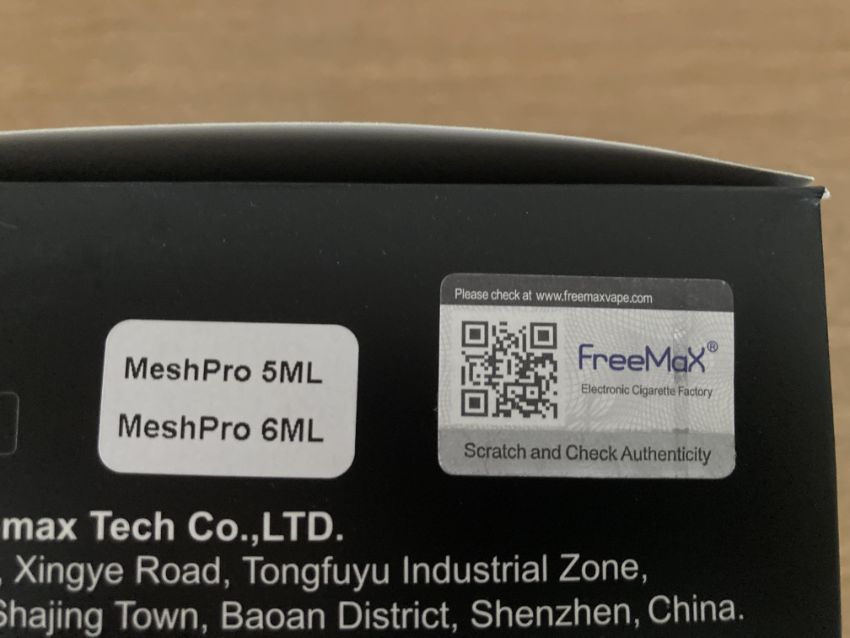 Please check at www.freemaxvape.com
FreeMaX®
Electronic Cigarette Factory
Scratch and Check Authenticity
MeshPro 5ML
MeshPro 6ML
max Tech Co.,LTD.
, Xingye Road, Tongfuyu Industrial Zone,
Shajing Town, Baoan District, Shenzhen, China.